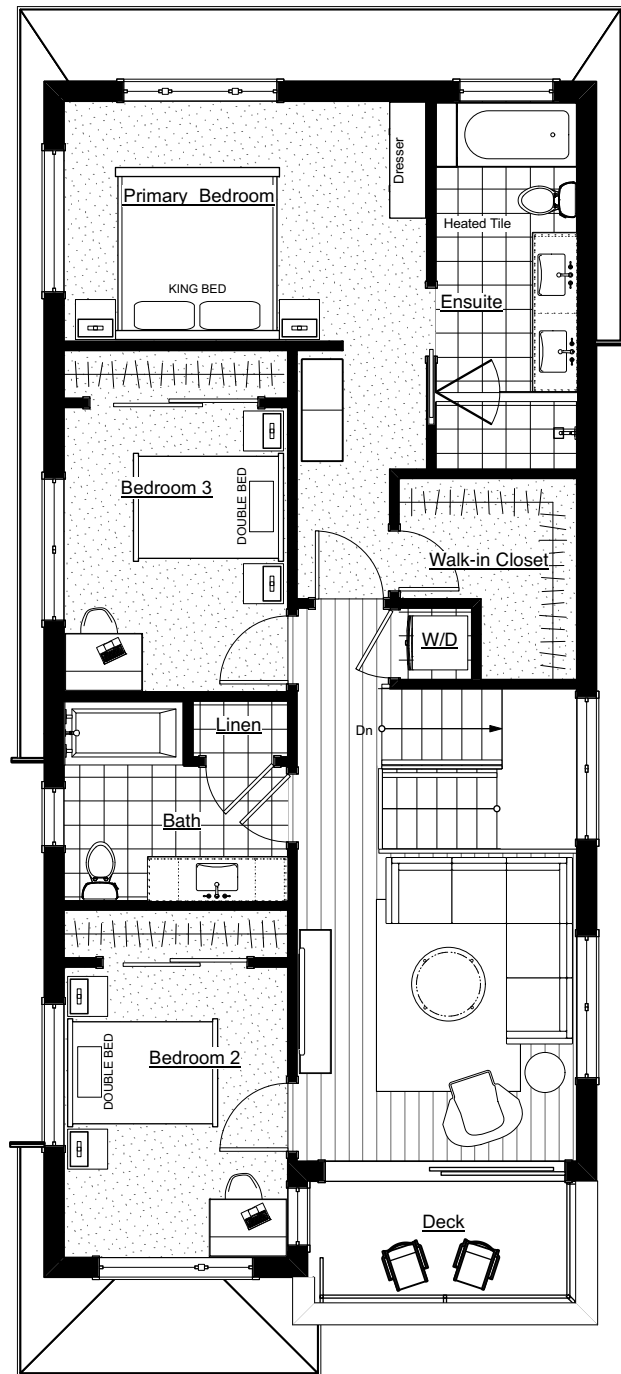 Dresser
Primary Bedroom
Heated Tile
KING BED
Ensuite
Bedroom 3
DOUBLE BED
Walk-in Closet
W/D
Linen
Dn
Bath
Bedroom 2
DOUBLE BED
Deck